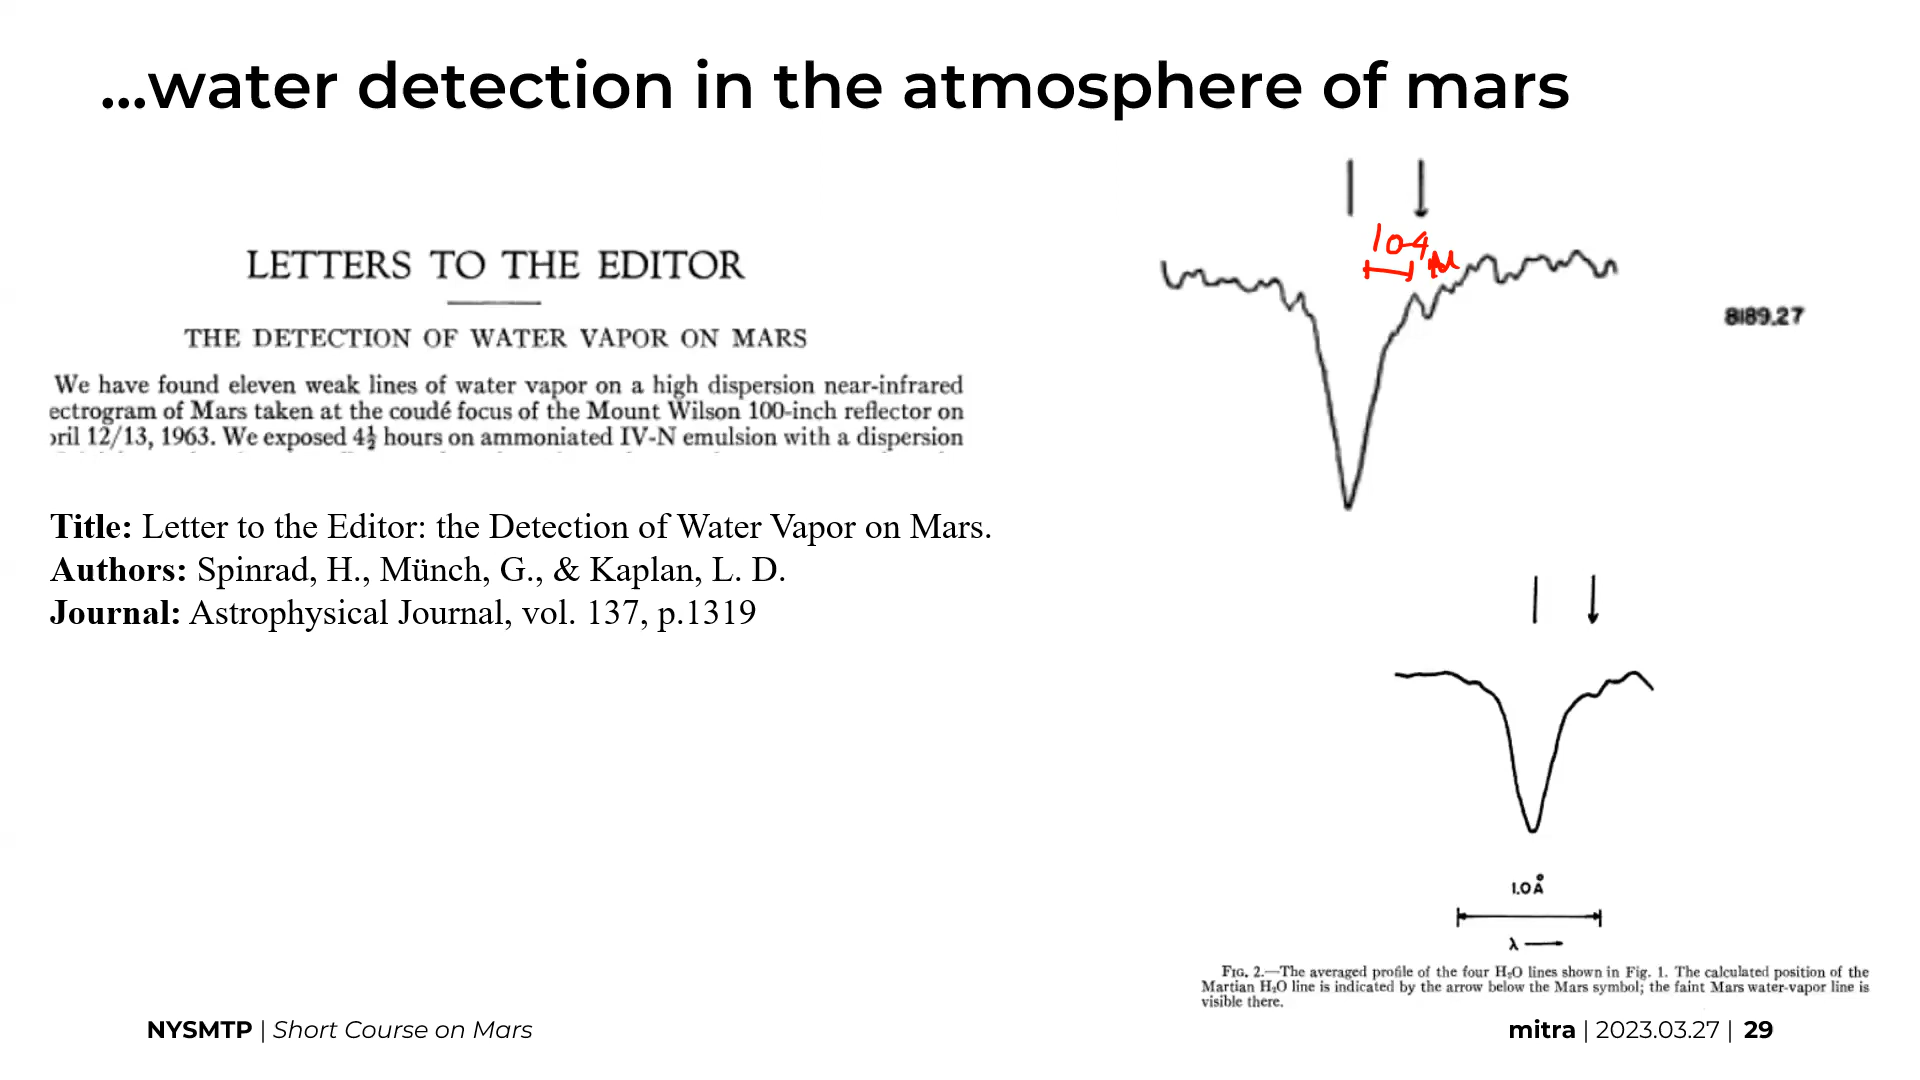 ...water detection in the atmosphere of mars
LETTERS TO THE EDITOR
THE DETECTION OF WATER VAPOR ON MARS
We have found eleven weak lines of water vapor on a high dispersion near-infrared
ectrogram of Mars taken at the coudé focus of the Mount Wilson 100-inch reflector on
ril 12/13, 1963. We exposed 4½ hours on ammoniated IV-N emulsion with a dispersion
Title: Letter to the Editor: the Detection of Water Vapor on Mars.
Authors: Spinrad, H., Münch, G., & Kaplan, L. D.
Journal: Astrophysical Journal, vol. 137, p.1319
8189.27
1.0 Å
λ
FIG. 2.—The averaged profile of the four H₂O lines shown in Fig. 1. The calculated position of the
Martian H₂O line is indicated by the arrow below the Mars symbol; the faint Mars water-vapor line is
visible there.
NYSMTP | Short Course on Mars
mitra | 2023.03.27 | 29